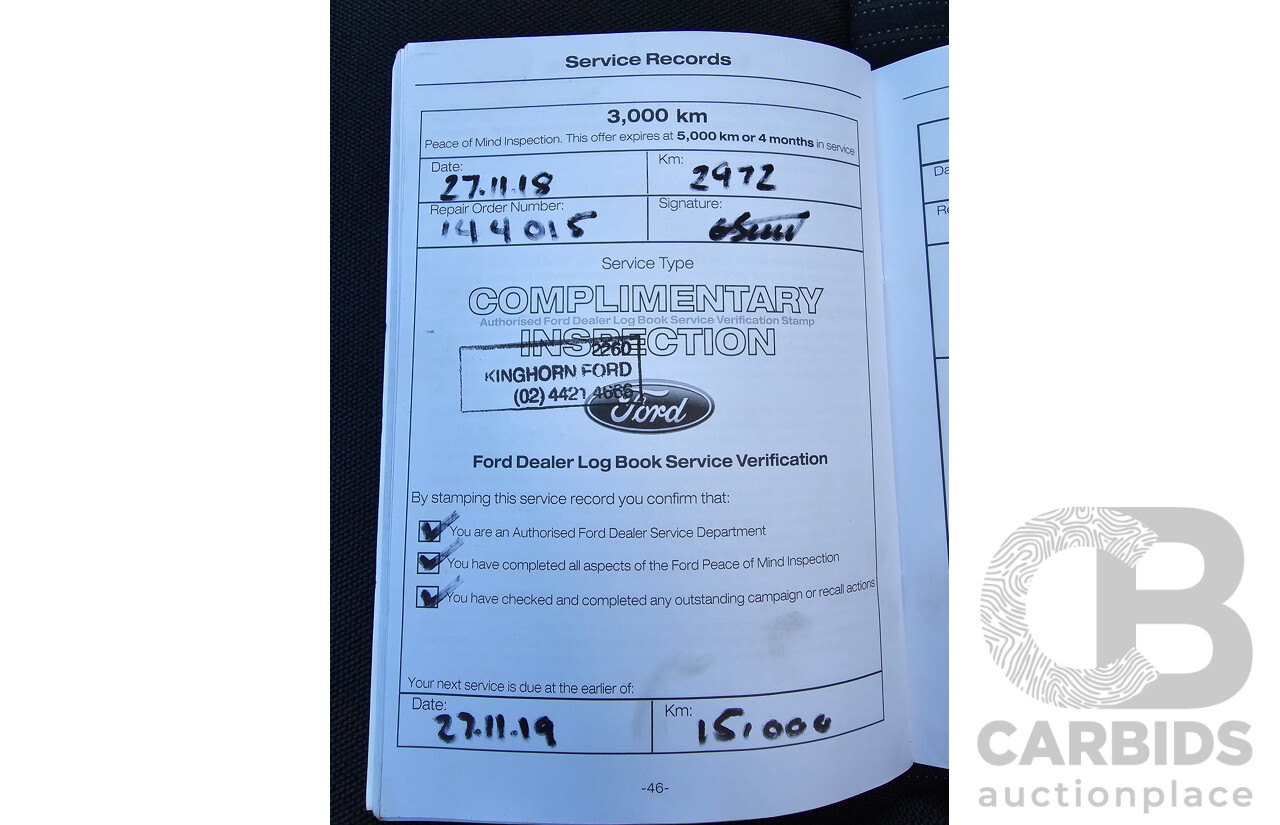 Service Records
3,000 km
Peace of Mind Inspection. This offer expires at 5,000 km or 4 months in service
Date: 27.11.18
Km: 2972
Repair Order Number: 144015
Signature:
Service Type
COMPLIMENTARY
Authorised Ford Dealer Log Book Service Verification Stamp
INSPECTION
2260
KINGHORN FORD
(02) 4421 4666
Ford
Ford Dealer Log Book Service Verification
By stamping this service record you confirm that:
You are an Authorised Ford Dealer Service Department
You have completed all aspects of the Ford Peace of Mind Inspection
You have checked and completed any outstanding campaign or recall actions
Your next service is due at the earlier of:
Date: 27.11.19
Km: 15,000
-46-
Da
Re
CB
CARBIDS
auctionplace